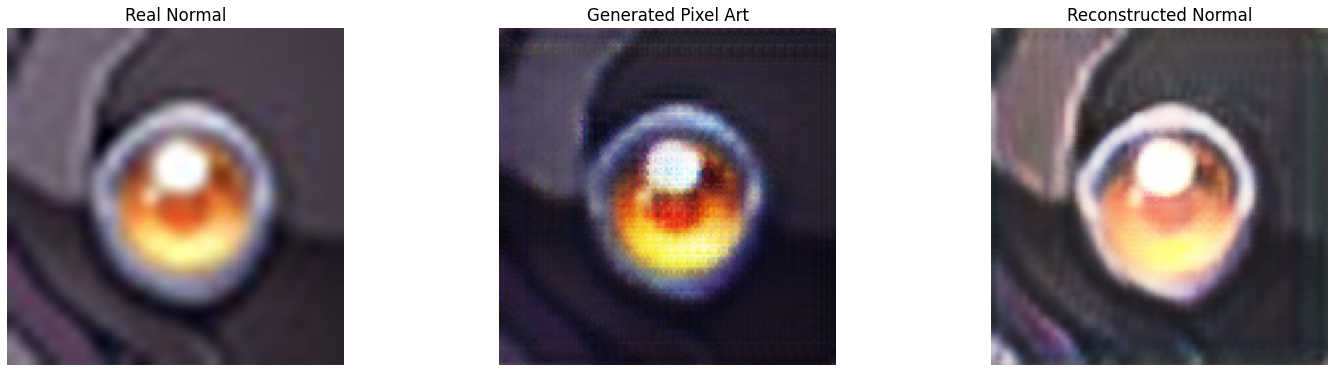 Real Normal
Generated Pixel Art
Reconstructed Normal